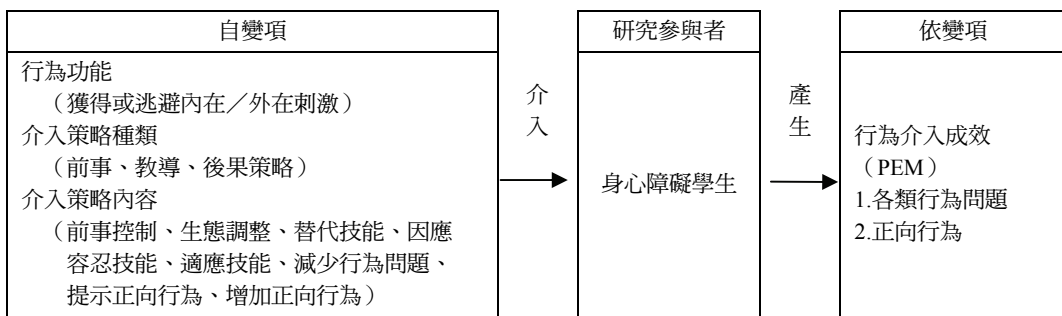 自變項
行為功能
（獲得或逃避內在／外在刺激）
介入策略種類
（前事、教導、後果策略）
介入策略內容
（前事控制、生態調整、替代技能、因應
容忍技能、適應技能、減少行為問題、
提示正向行為、增加正向行為）
介
入
研究參與者
身心障礙學生
產
生
依變項
行為介入成效
（PEM）
1.各類行為問題
2.正向行為